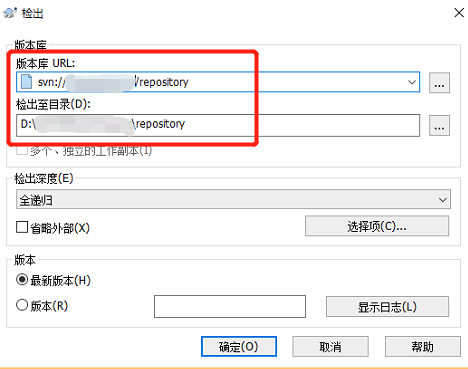 检出
版本库
版本库 URL:
svn:// /repository
...
检出至目录(D):
D:\ \repository
...
多个、独立的工作副本(I)
检出深度(E)
全递归
省略外部(X)
选择项(C)...
版本
最新版本(H)
版本(R)
显示日志(L)
确定(O)
取消
帮助